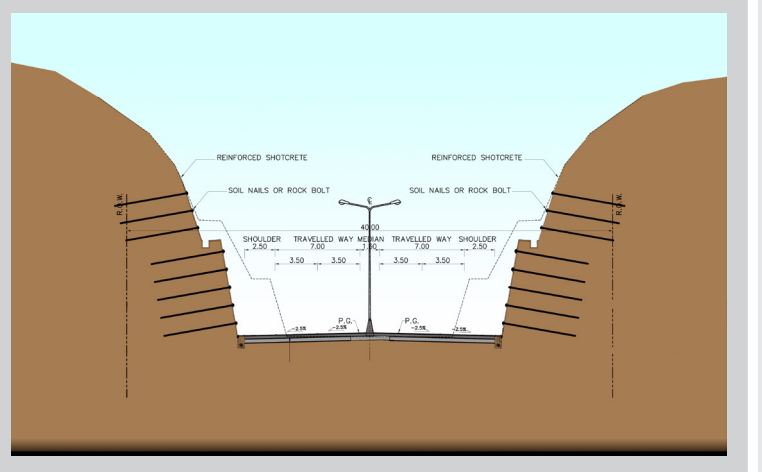 REINFORCED SHOTCRETE
REINFORCED SHOTCRETE
SOIL NAILS OR ROCK BOLT
SOIL NAILS OR ROCK BOLT
R.O.W.
R.O.W.
℄
40.00
SHOULDER TRAVELLED WAY MEDIAN TRAVELLED WAY SHOULDER
2.50 7.00 7.00 2.50
3.50 3.50 3.50 3.50
P.G. P.G.
-2.5% -2.5% -2.5% -2.5%